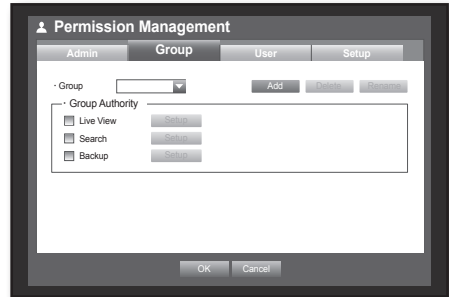 Permission Management
Admin Group User Setup
· Group Add Delete Rename
· Group Authority
Live View Setup
Search Setup
Backup Setup
OK Cancel